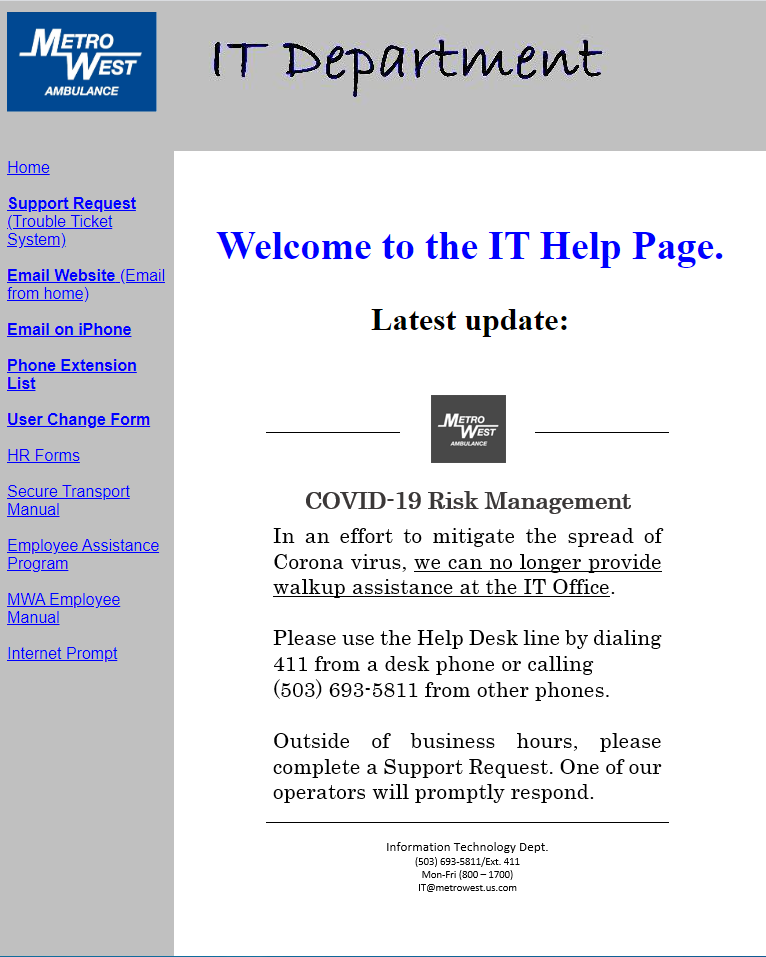 METRO
WEST
AMBULANCE
IT Department
Home
Support Request
(Trouble Ticket
System)
Email Website (Email
from home)
Email on iPhone
Phone Extension
List
User Change Form
HR Forms
Secure Transport
Manual
Employee Assistance
Program
MWA Employee
Manual
Internet Prompt
Welcome to the IT Help Page.
Latest update:
METRO
WEST
AMBULANCE
COVID-19 Risk Management
In an effort to mitigate the spread of
Corona virus, we can no longer provide
walkup assistance at the IT Office.
Please use the Help Desk line by dialing
411 from a desk phone or calling
(503) 693-5811 from other phones.
Outside of business hours, please
complete a Support Request. One of our
operators will promptly respond.
Information Technology Dept.
(503) 693-5811/Ext. 411
Mon-Fri (800 – 1700)
IT@metrowest.us.com